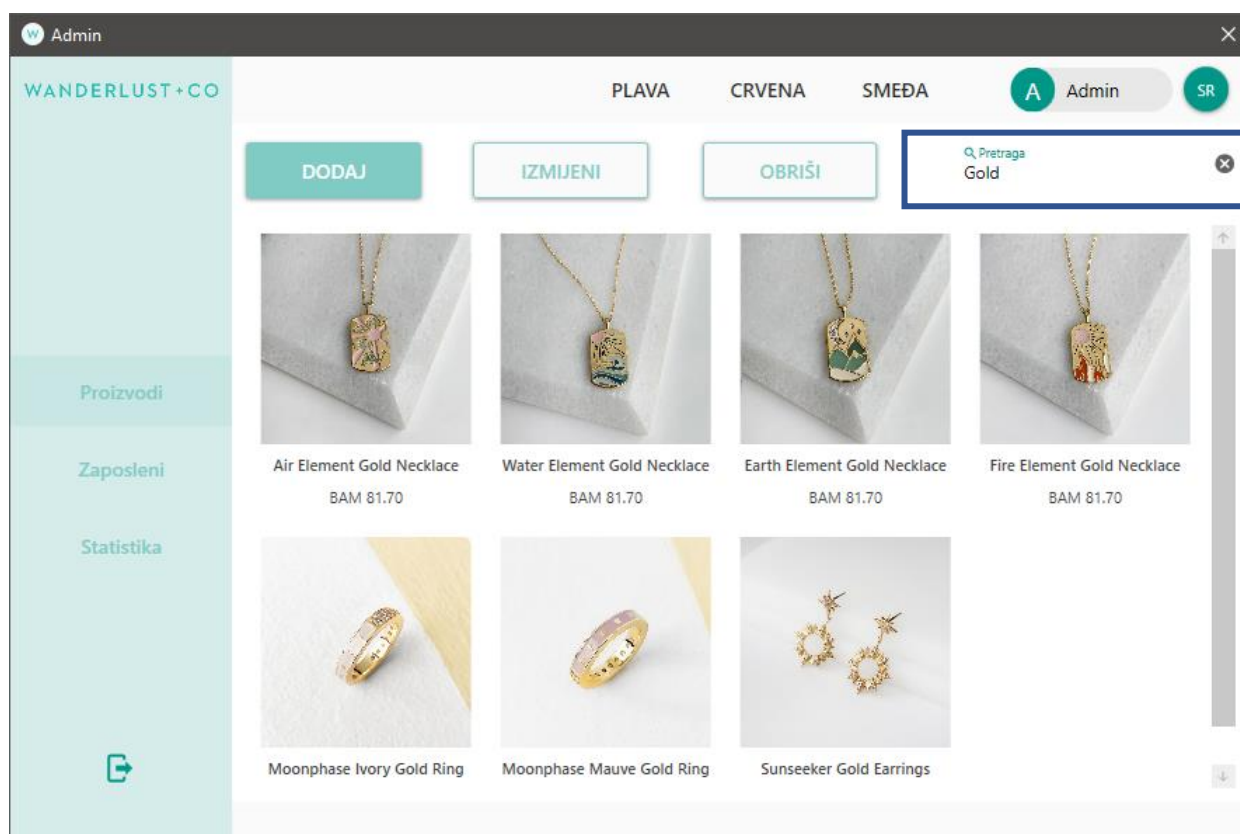 W Admin
WANDERLUST+CO
PLAVA CRVENA SMEĐA A Admin SR
DODAJ IZMIJENI OBRIŠI
Pretraga
Gold
Proizvodi
Zaposleni
Statistika
Air Element Gold Necklace
BAM 81.70
Water Element Gold Necklace
BAM 81.70
Earth Element Gold Necklace
BAM 81.70
Fire Element Gold Necklace
BAM 81.70
Moonphase Ivory Gold Ring
Moonphase Mauve Gold Ring
Sunseeker Gold Earrings